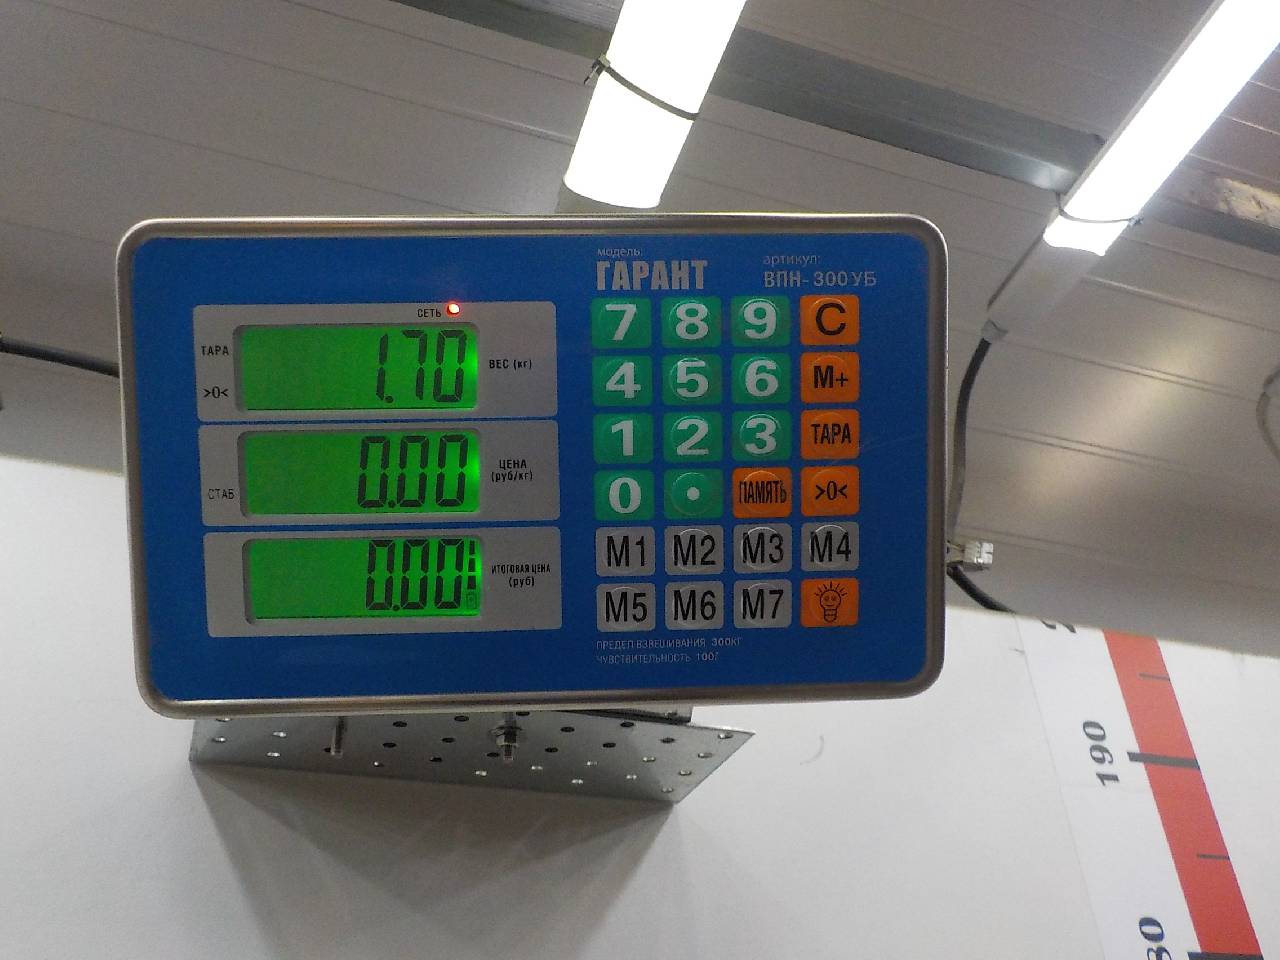 модель:
ГАРАНТ
артикул:
ВПН-300УБ
СЕТЬ
ТАРА
>0<
1.70
ВЕС (кг)
СТАБ
0.00
ЦЕНА
(руб/кг)
0.00
ИТОГОВАЯ ЦЕНА
(руб)
7 8 9 C
4 5 6 M+
1 2 3 ТАРА
0 . ПАМЯТЬ >0<
M1 M2 M3 M4
M5 M6 M7
ПРЕДЕЛ ВЗВЕШИВАНИЯ 300КГ
ЧУВСТВИТЕЛЬНОСТЬ 100Г
190